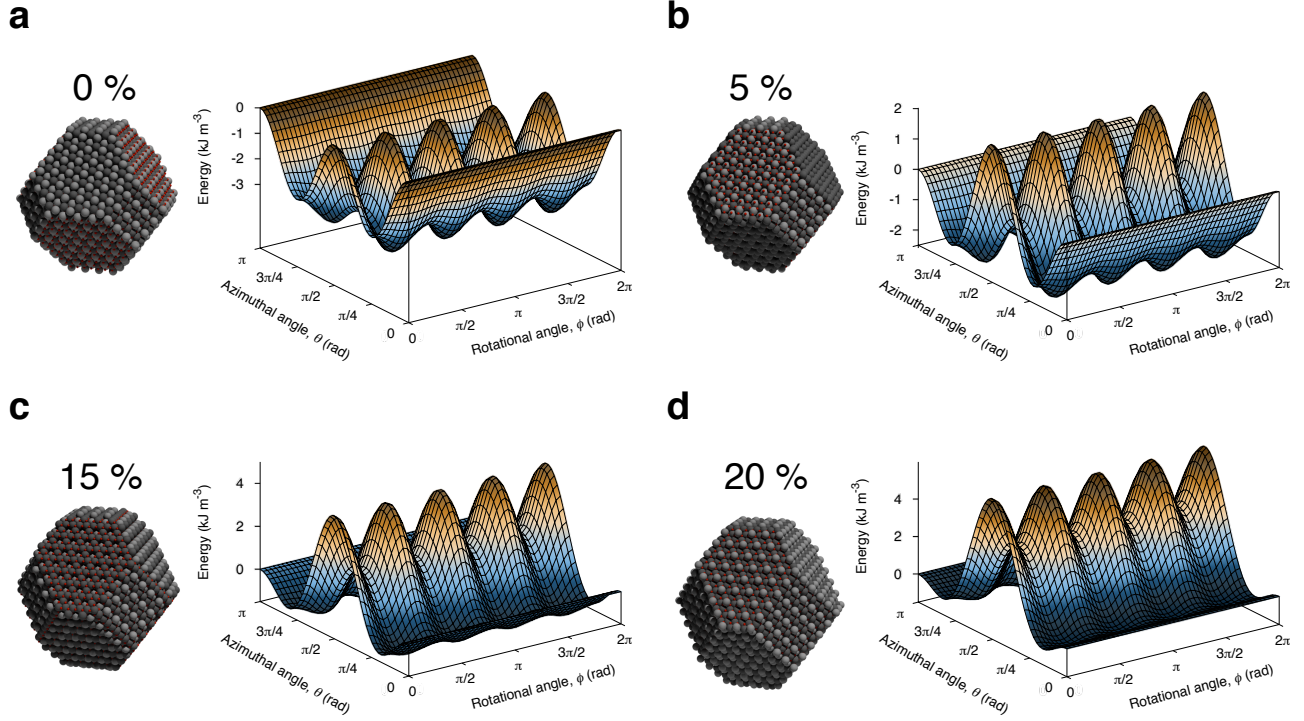 a
0 %
Energy (kJ m⁻³)
0
-1
-2
-3
π
3π/4
π/2
π/4
0
Azimuthal angle, θ (rad)
0
π/2
π
3π/2
2π
Rotational angle, ϕ (rad)
b
5 %
Energy (kJ m⁻³)
2
1
0
-1
-2
π
3π/4
π/2
π/4
0
Azimuthal angle, θ (rad)
0
π/2
π
3π/2
2π
Rotational angle, ϕ (rad)
c
15 %
Energy (kJ m⁻³)
4
2
0
π
3π/4
π/2
π/4
0
Azimuthal angle, θ (rad)
0
π/2
π
3π/2
2π
Rotational angle, ϕ (rad)
d
20 %
Energy (kJ m⁻³)
4
2
0
π
3π/4
π/2
π/4
0
Azimuthal angle, θ (rad)
0
π/2
π
3π/2
2π
Rotational angle, ϕ (rad)